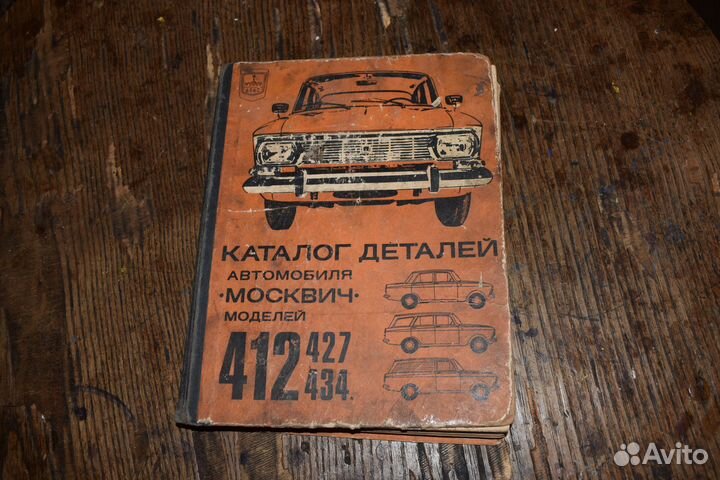 КАТАЛОГ ДЕТАЛЕЙ
АВТОМОБИЛЯ
·МОСКВИЧ·
МОДЕЛЕЙ
412 427
434.
Avito